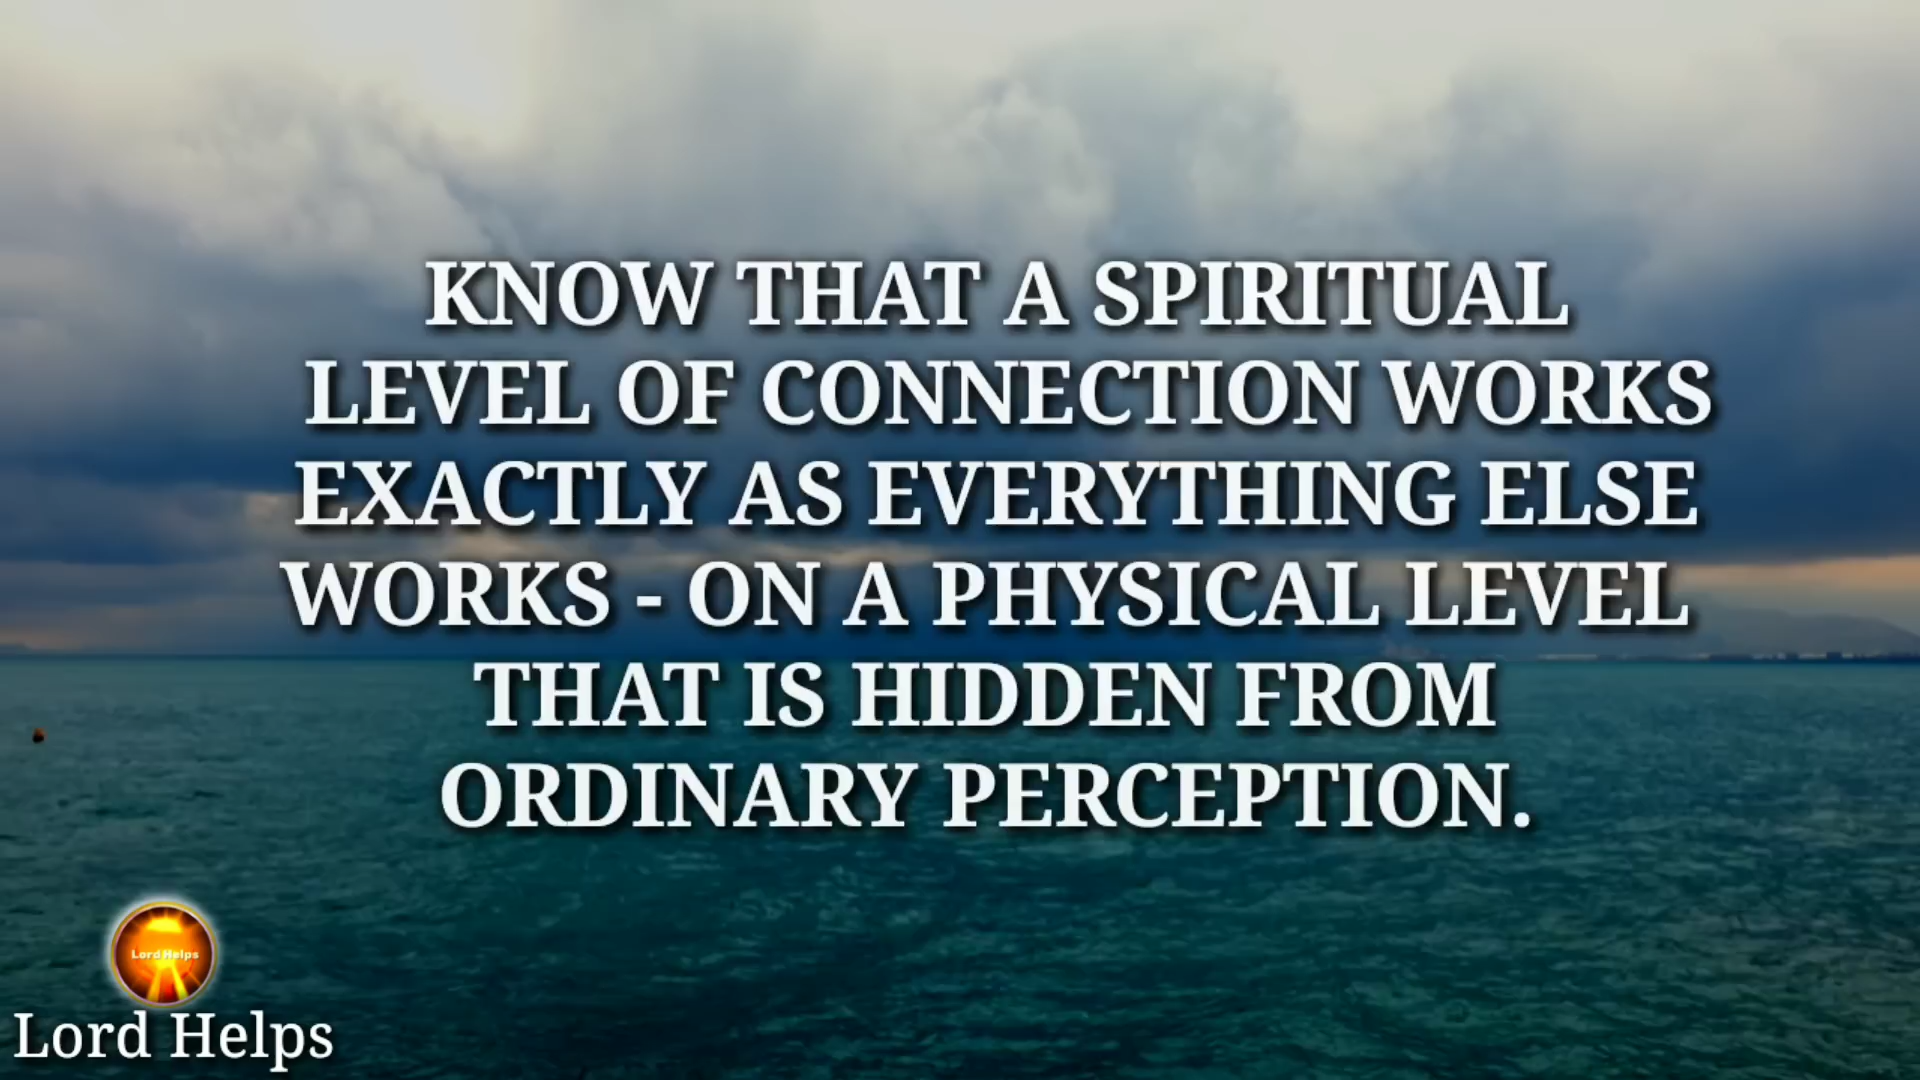 KNOW THAT A SPIRITUAL
LEVEL OF CONNECTION WORKS
EXACTLY AS EVERYTHING ELSE
WORKS - ON A PHYSICAL LEVEL
THAT IS HIDDEN FROM
ORDINARY PERCEPTION.
Lord Helps
Lord Helps